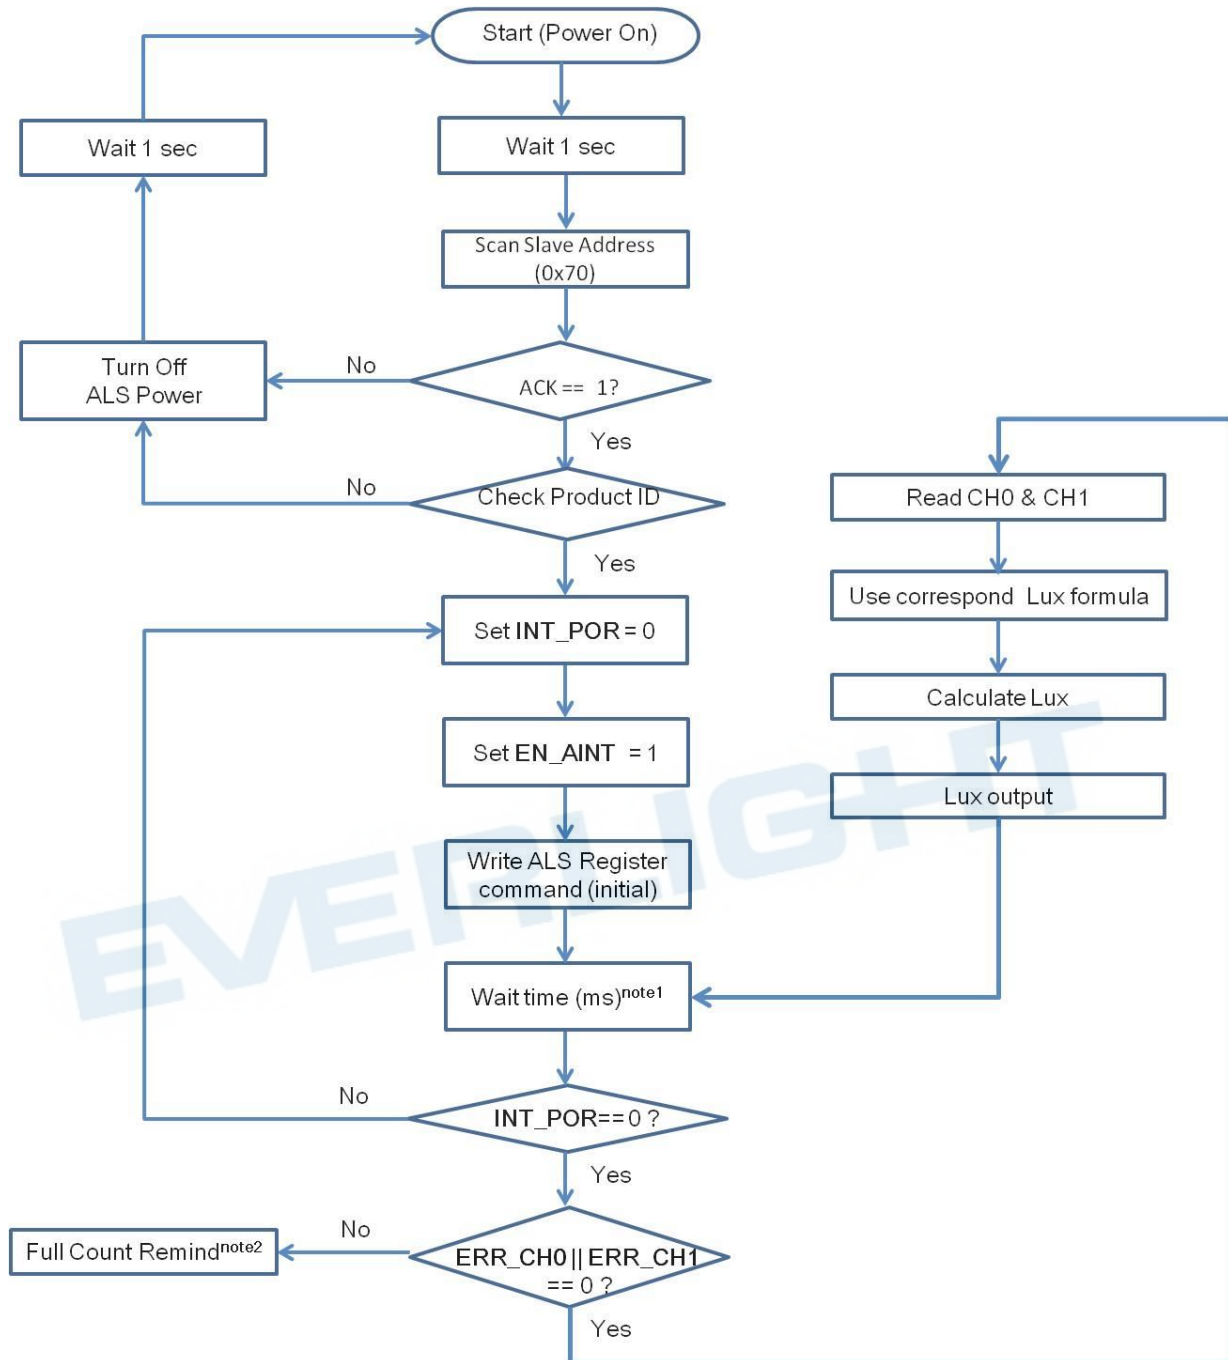 Start (Power On)
Wait 1 sec
Wait 1 sec
Scan Slave Address
(0x70)
Turn Off
ALS Power
No
ACK == 1?
Yes
No
Check Product ID
Yes
Read CH0 & CH1
Use correspond Lux formula
Set INT_POR = 0
Calculate Lux
Set EN_AINT = 1
Lux output
Write ALS Register
command (initial)
Wait time (ms)note1
No
INT_POR== 0 ?
Yes
No
Full Count Remindnote2
ERR_CH0 || ERR_CH1
== 0 ?
Yes
EVERLIGHT